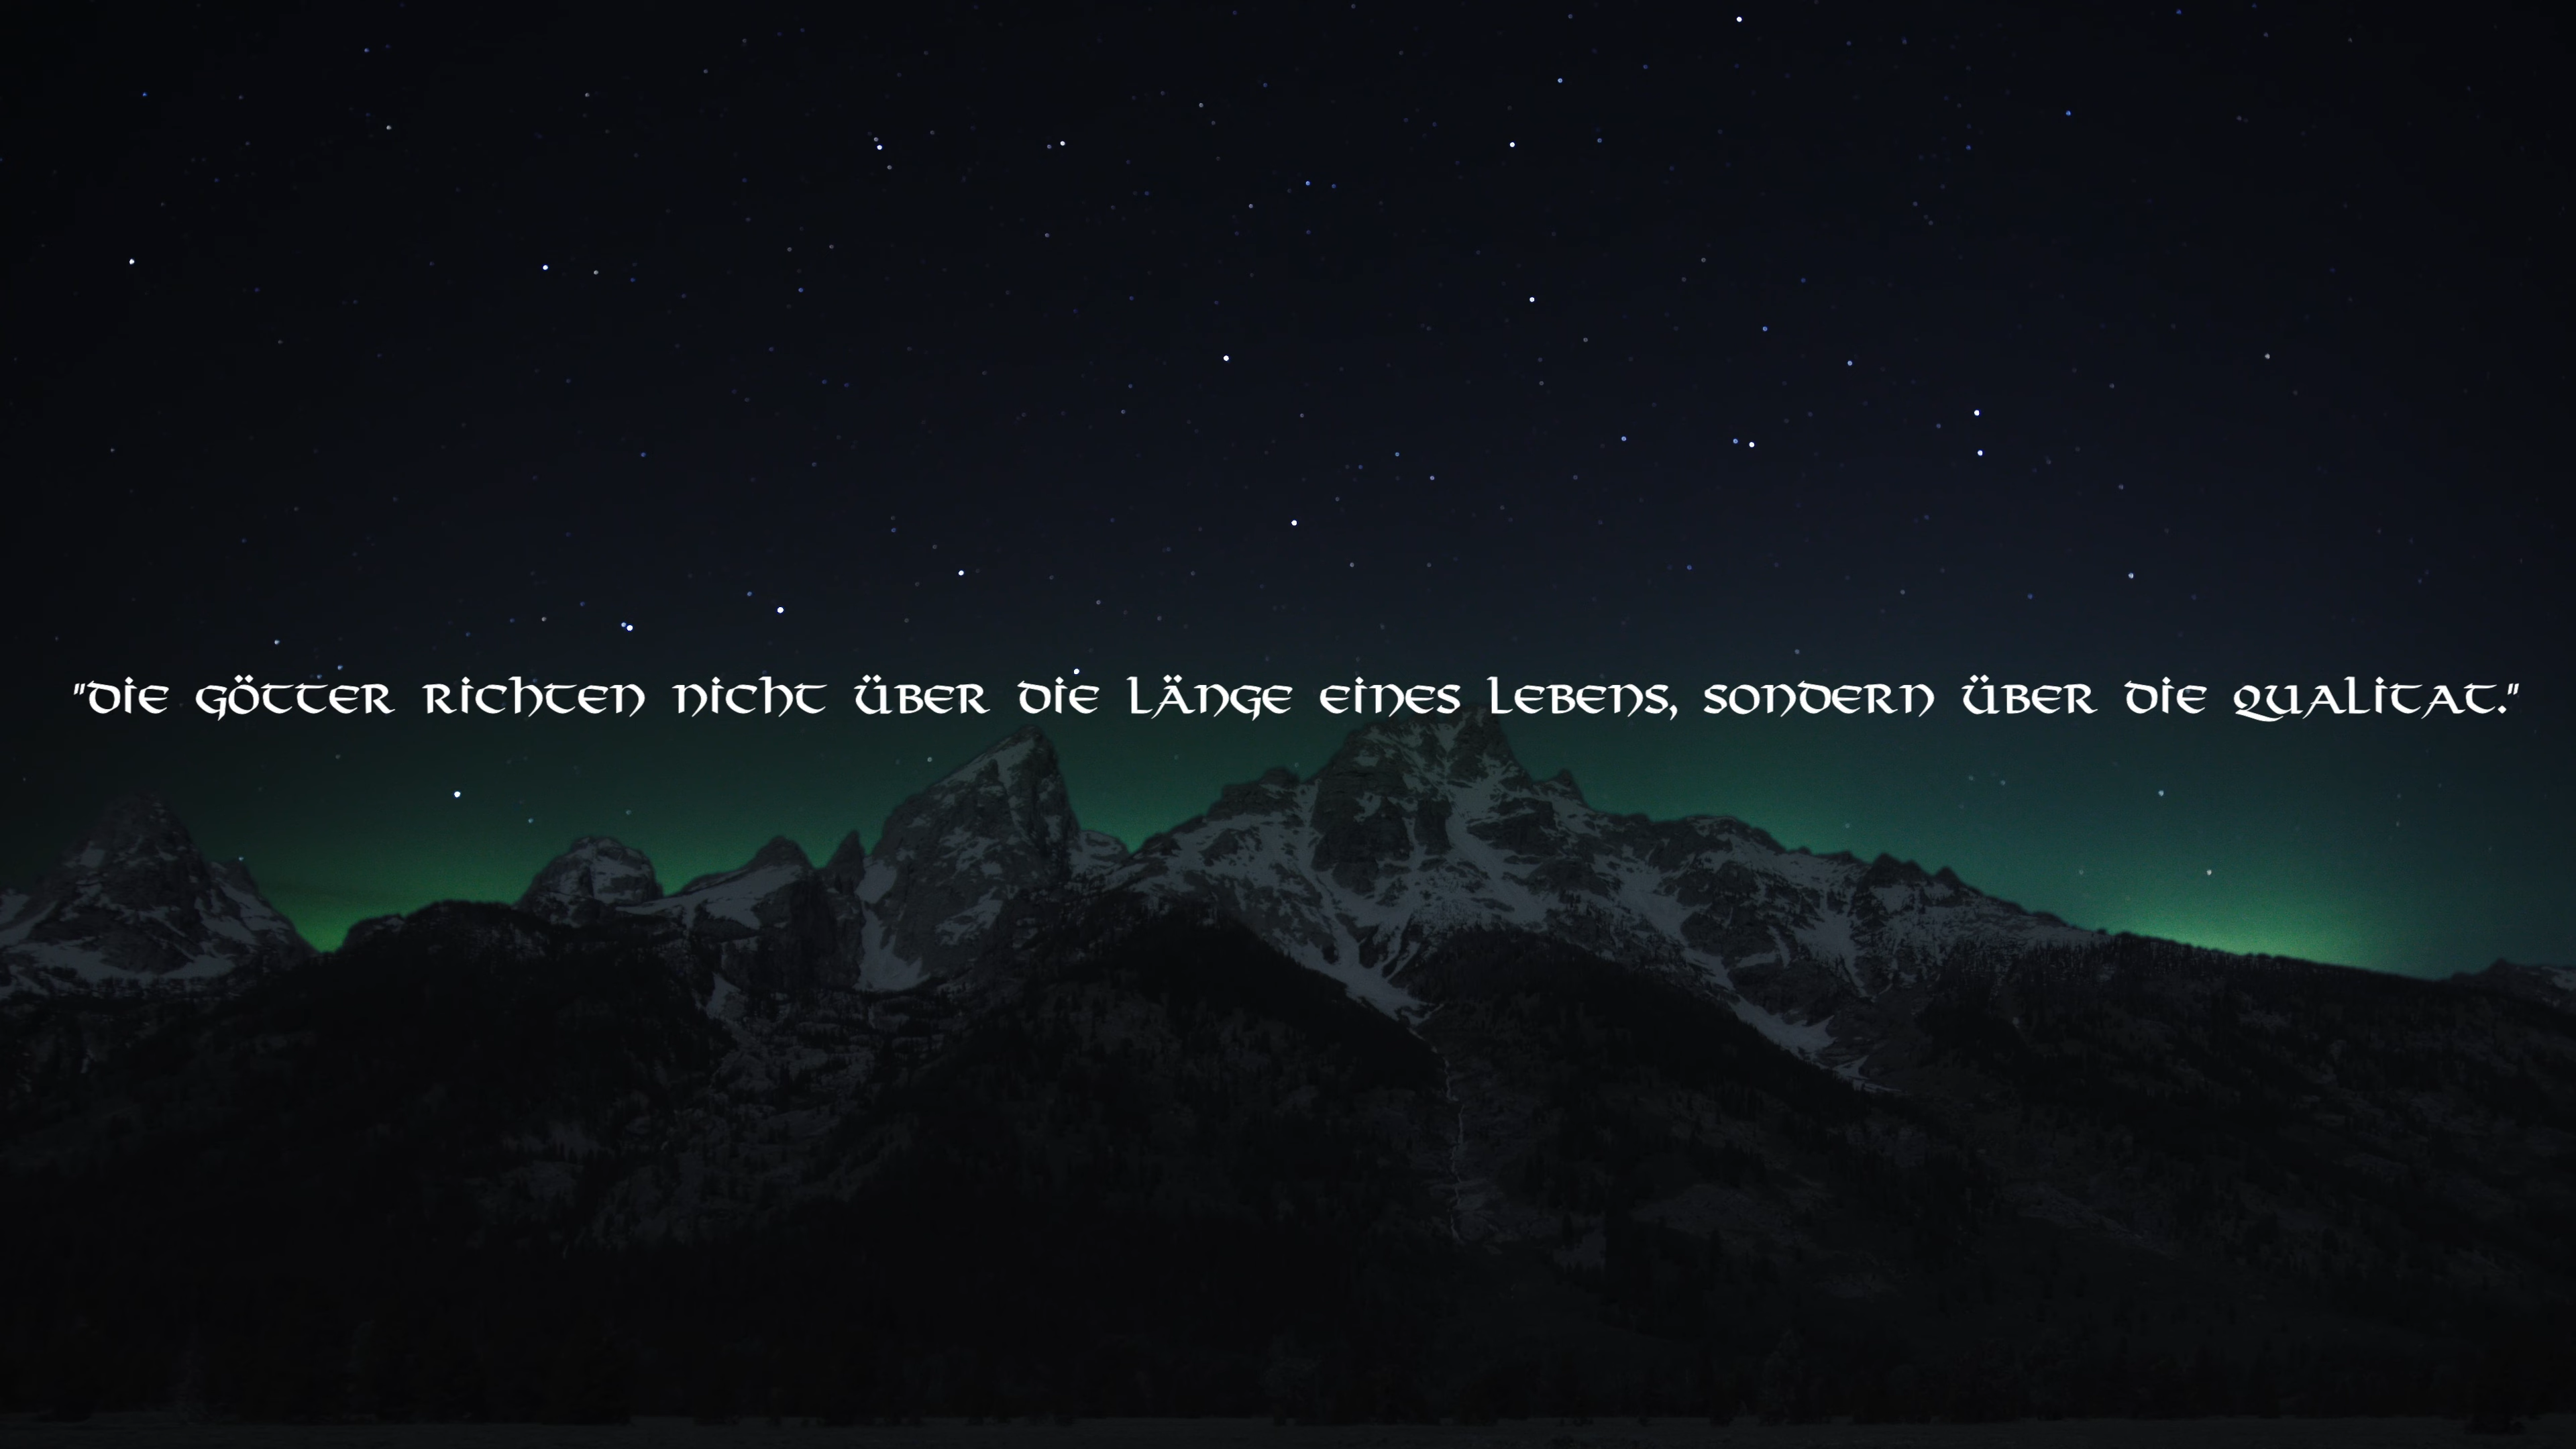 "Die Götter richten nicht über die Länge eines Lebens, sondern über die Qualitat."